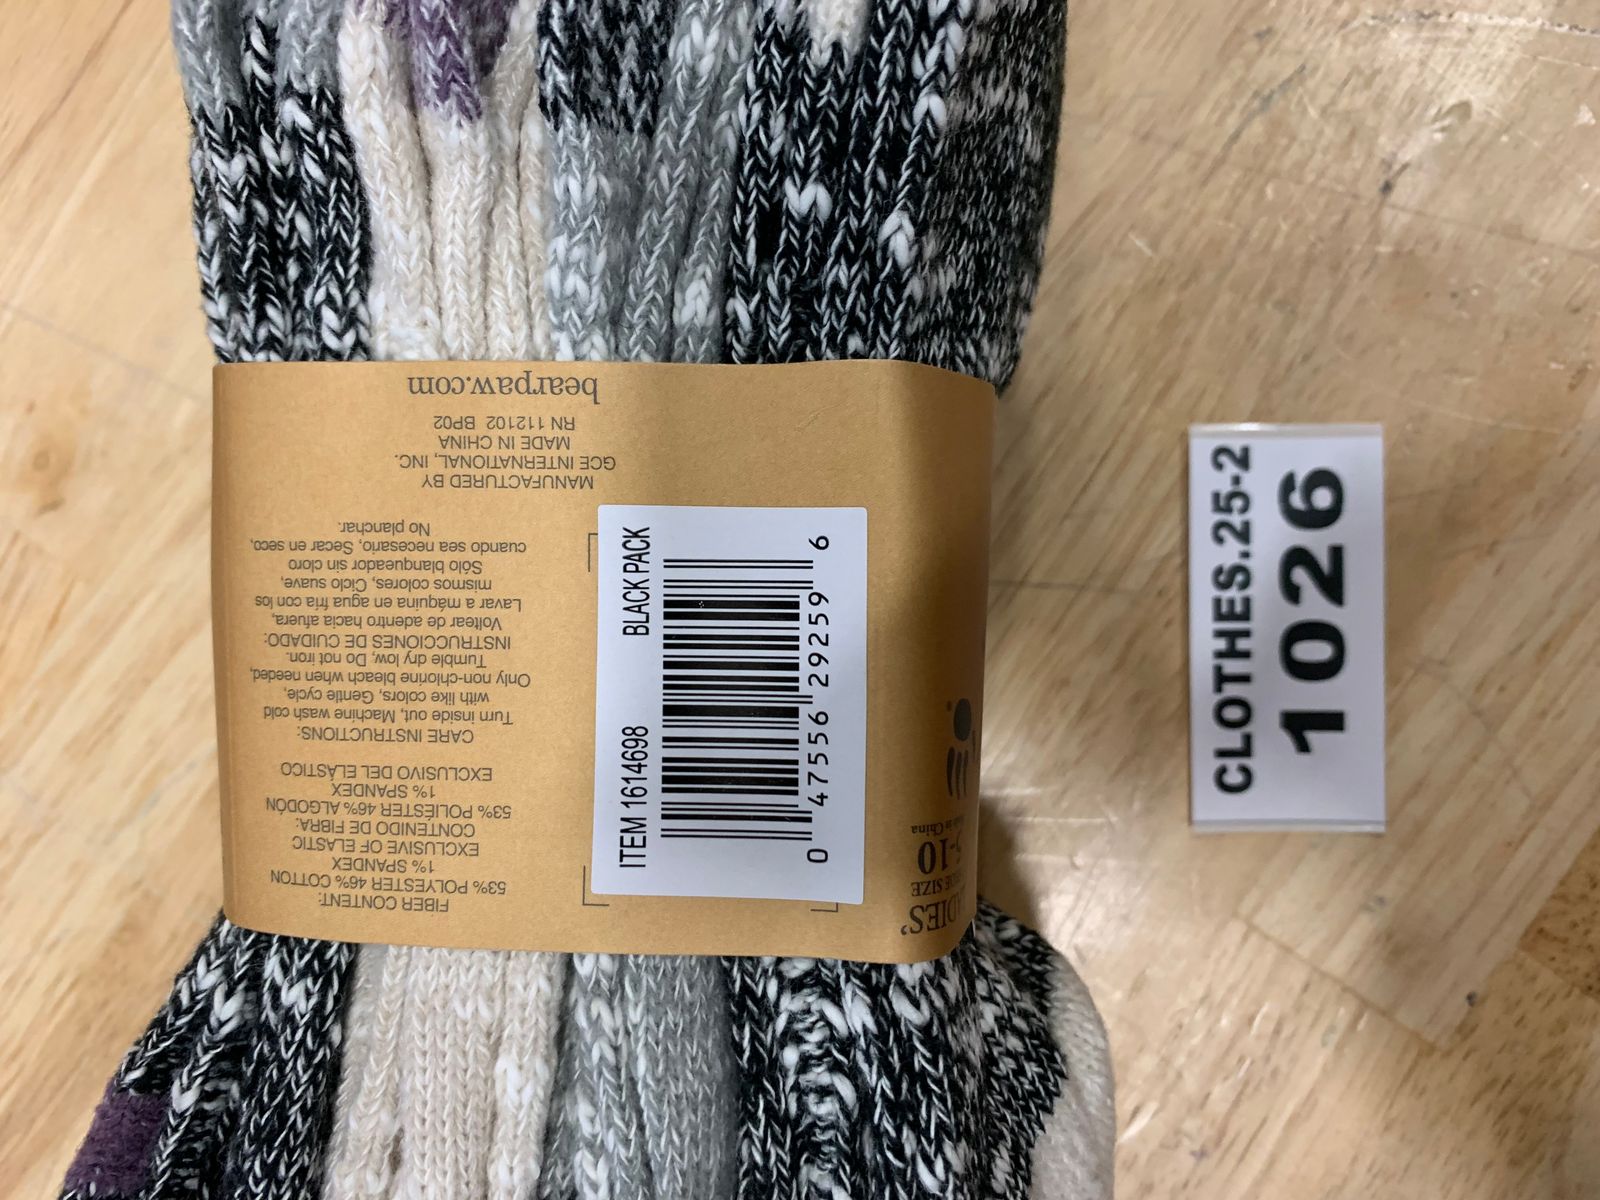 FIBER CONTENT:
53% POLYESTER 46% COTTON
1% SPANDEX
EXCLUSIVE OF ELASTIC
CONTENIDO DE FIBRA:
53% POLIÉSTER 46% ALGODÓN
1% SPANDEX
EXCLUSIVO DEL ELÁSTICO
CARE INSTRUCTIONS:
Turn inside out, Machine wash cold
with like colors, Gentle cycle,
Only non-chlorine bleach when needed,
Tumble dry low, Do not iron.
INSTRUCCIONES DE CUIDADO:
Voltear de adentro hacia afuera,
Lavar a máquina en agua fría con los
mismos colores, Ciclo suave,
Sólo blanqueador sin cloro
cuando sea necesario, Secar en seco,
No planchar.
MANUFACTURED BY
GCE INTERNATIONAL, INC.
MADE IN CHINA
RN 112102 BP02
bearpaw.com
ITEM 1614698 BLACK PACK
0 47556 29259 6
SIZE
-10
in China
CLOTHES.25-2
1026